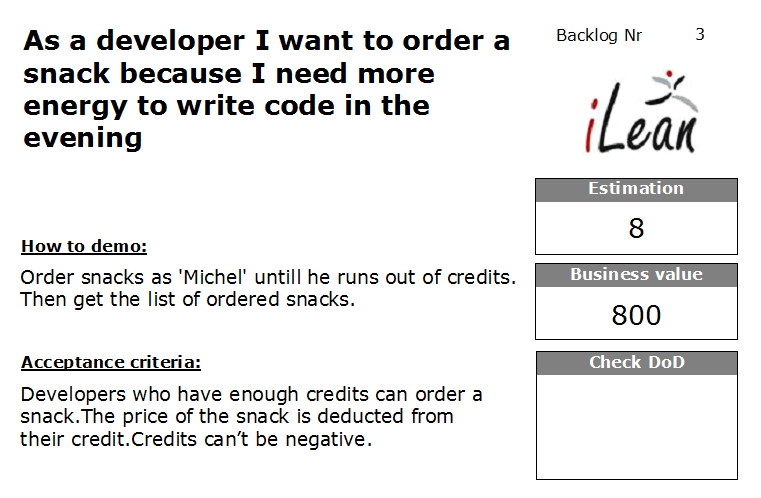 As a developer I want to order a
snack because I need more
energy to write code in the
evening
Backlog Nr 3
iLean
Estimation
8
How to demo:
Order snacks as 'Michel' untill he runs out of credits.
Then get the list of ordered snacks.
Business value
800
Acceptance criteria:
Developers who have enough credits can order a
snack.The price of the snack is deducted from
their credit.Credits can’t be negative.
Check DoD